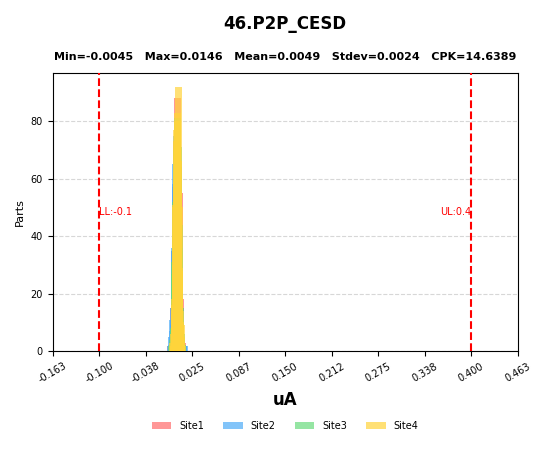 46.P2P_CESD
Min=-0.0045 Max=0.0146 Mean=0.0049 Stdev=0.0024 CPK=14.6389
Parts
80
60
40
20
0
LL:-0.1
UL:0.4
-0.163 -0.100 -0.038 0.025 0.087 0.150 0.212 0.275 0.338 0.400 0.463
uA
Site1 Site2 Site3 Site4